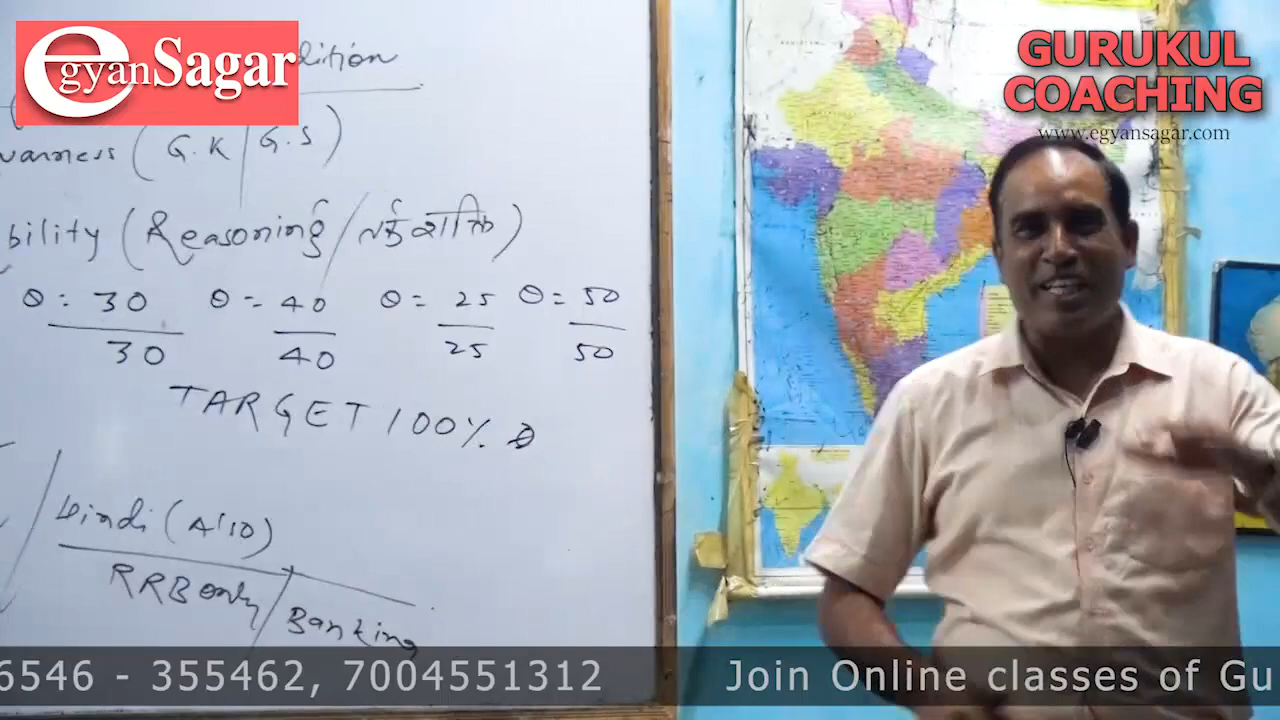 egyanSagar
GURUKUL
COACHING
www.egyansagar.com
dition
warness (G.K / G.S)
bility (Reasoning / तर्कशक्ति)
Q = 30 Q = 40 Q = 25 Q = 50
30 40 25 50
TARGET 100%
Hindi (A'10)
RRB only / Banking
6546 - 355462, 7004551312
Join Online classes of Gu